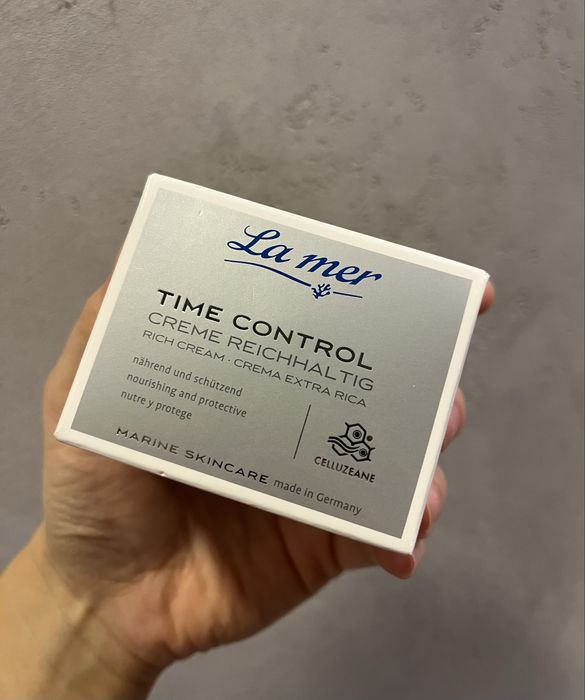 La mer
TIME CONTROL
CREME REICHHALTIG
RICH CREAM · CREMA EXTRA RICA
nährend und schützend
nourishing and protective
nutre y protege
CELLUZEANE
MARINE SKINCARE made in Germany